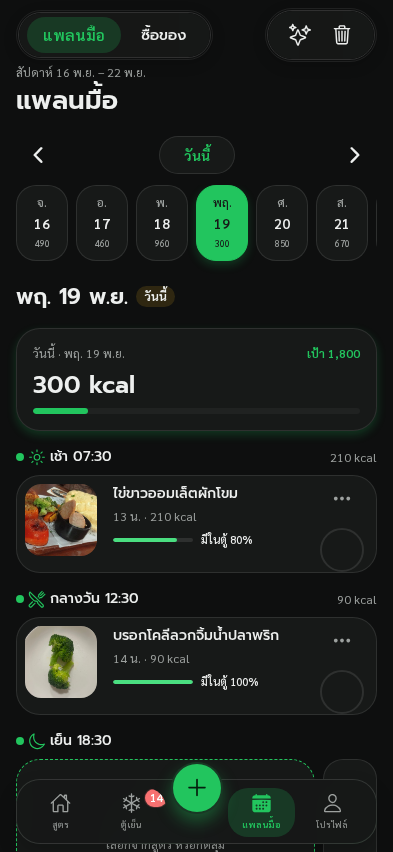 แพลนมื้อ ซื้อของ
สัปดาห์ 16 พ.ย. – 22 พ.ย.
แพลนมื้อ
วันนี้
จ. อ. พ. พฤ. ศ. ส.
16 17 18 19 20 21
490 460 960 300 850 670
พฤ. 19 พ.ย. วันนี้
วันนี้ · พฤ. 19 พ.ย. เป้า 1,800
300 kcal
เช้า 07:30 210 kcal
ไข่ขาวออมเล็ตผักโขม
13 น. · 210 kcal
มีในตู้ 80%
กลางวัน 12:30 90 kcal
บรอกโคลีลวกจิ้มน้ำปลาพริก
14 น. · 90 kcal
มีในตู้ 100%
เย็น 18:30
14
สูตร ตู้เย็น แพลนมื้อ โปรไฟล์